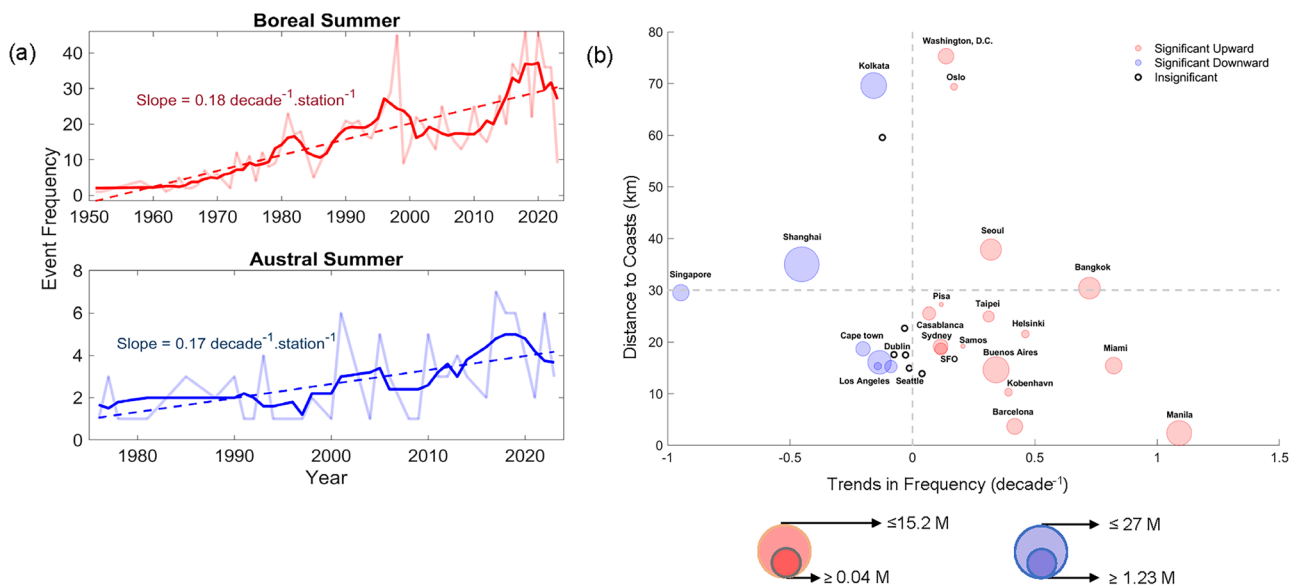 (a)
Boreal Summer
40
30
20
10
0
Slope = 0.18 decade⁻¹.station⁻¹
1950 1960 1970 1980 1990 2000 2010 2020
Event Frequency
Austral Summer
8
6
4
2
0
Slope = 0.17 decade⁻¹.station⁻¹
1980 1990 2000 2010 2020
Year
(b)
80
70
60
50
40
30
20
10
0
Distance to Coasts (km)
Washington, D.C.
Kolkata
Oslo
Significant Upward
Significant Downward
Insignificant
Shanghai
Seoul
Singapore
Bangkok
Pisa
Taipei
Casablanca
Helsinki
Cape town
Sydney
Dublin
Samos
SFO
Buenos Aires
Miami
Los Angeles
Seattle
Kobenhavn
Barcelona
Manila
-1 -0.5 0 0.5 1 1.5
Trends in Frequency (decade⁻¹)
≤15.2 M
≥ 0.04 M
≤ 27 M
≥ 1.23 M